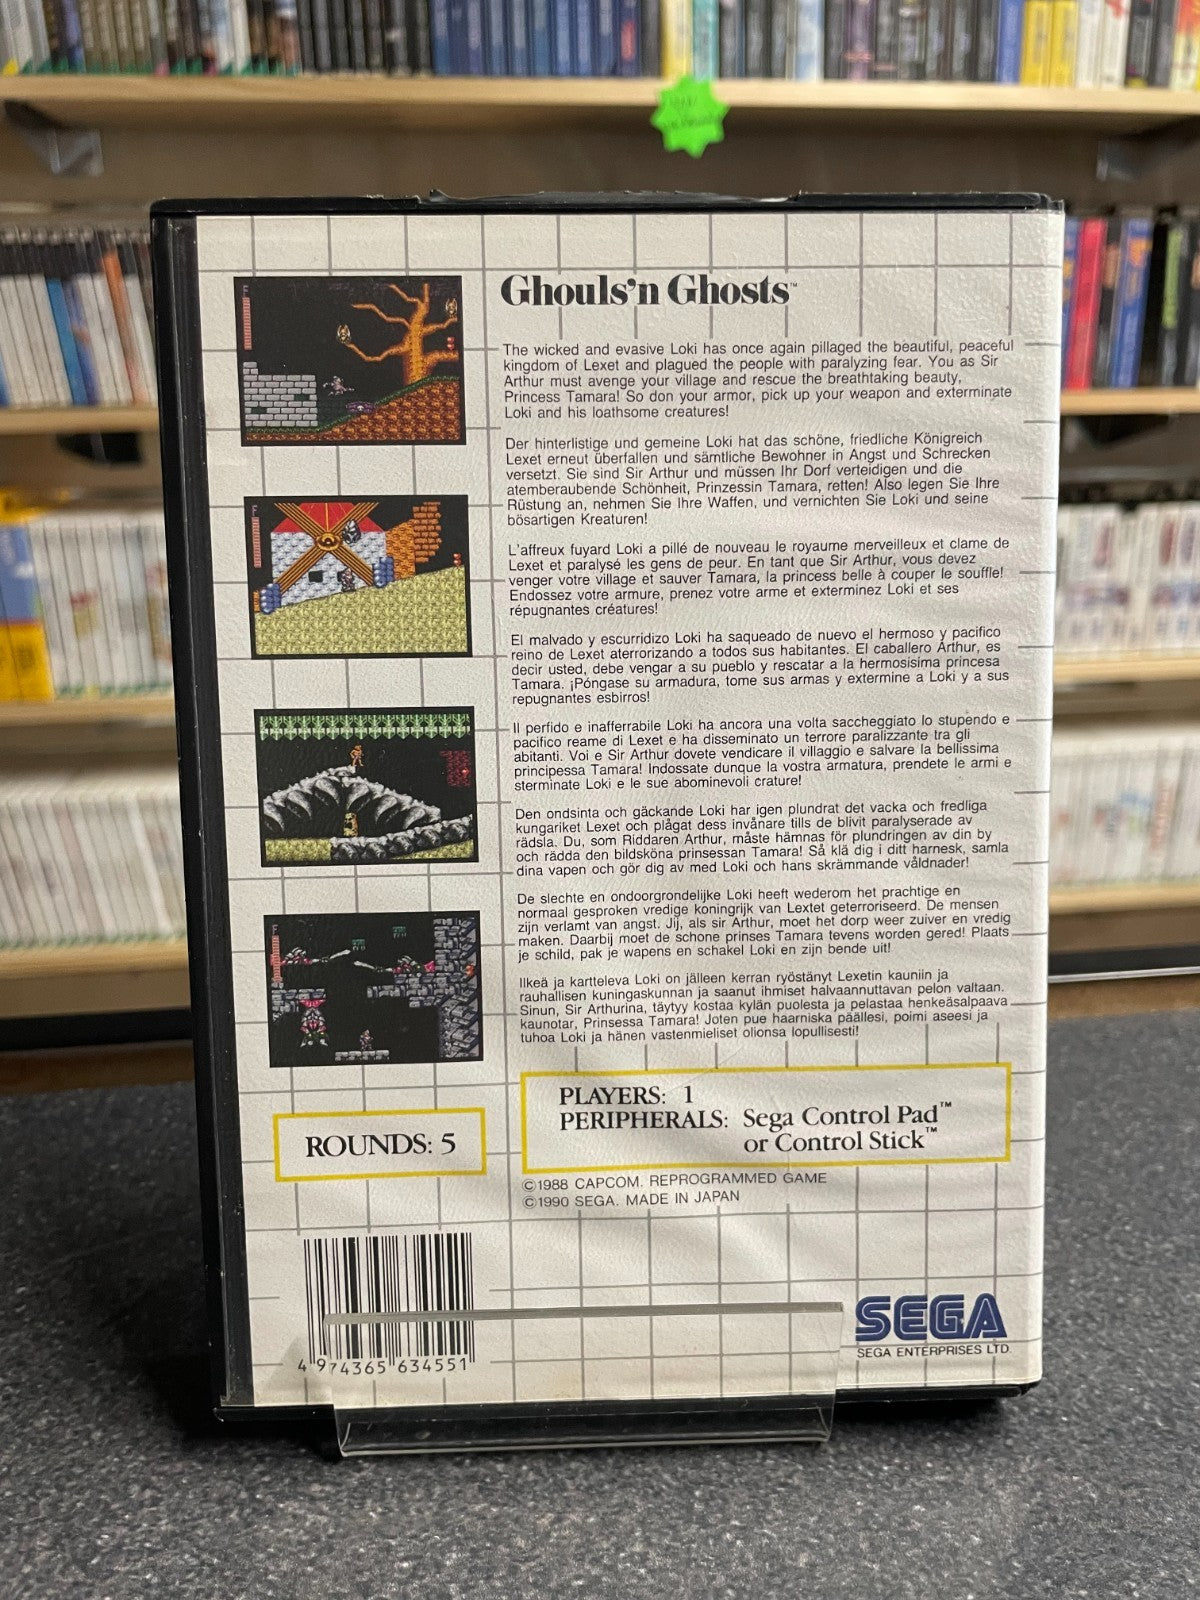 Ghouls'n Ghosts™
The wicked and evasive Loki has once again pillaged the beautiful, peaceful
kingdom of Lexet and plagued the people with paralyzing fear. You as Sir
Arthur must avenge your village and rescue the breathtaking beauty,
Princess Tamara! So don your armor, pick up your weapon and exterminate
Loki and his loathsome creatures!
Der hinterlistige und gemeine Loki hat das schöne, friedliche Königreich
Lexet erneut überfallen und sämtliche Bewohner in Angst und Schrecken
versetzt. Sie sind Sir Arthur und müssen Ihr Dorf verteidigen und die
atemberaubende Schönheit, Prinzessin Tamara, retten! Also legen Sie Ihre
Rüstung an, nehmen Sie Ihre Waffen, und vernichten Sie Loki und seine
bösartigen Kreaturen!
L'affreux fuyard Loki a pillé de nouveau le royaume merveilleux et clame de
Lexet et paralysé les gens de peur. En tant que Sir Arthur, vous devez
venger votre village et sauver Tamara, la princess belle à couper le souffle!
Endossez votre armure, prenez votre arme et exterminez Loki et ses
répugnantes créatures!
El malvado y escurridizo Loki ha saqueado de nuevo el hermoso y pacifico
reino de Lexet aterrorizando a todos sus habitantes. El caballero Arthur, es
decir usted, debe vengar a su pueblo y rescatar a la hermosisima princesa
Tamara. ¡Póngase su armadura, tome sus armas y extermine a Loki y a sus
repugnantes esbirros!
Il perfido e inafferrabile Loki ha ancora una volta saccheggiato lo stupendo e
pacifico reame di Lexet e ha disseminato un terrore paralizzante tra gli
abitanti. Voi e Sir Arthur dovete vendicare il villaggio e salvare la bellissima
principessa Tamara! Indossate dunque la vostra armatura, prendete le armi e
sterminate Loki e le sue abominevoli crature!
Den ondsinta och gäckande Loki har igen plundrat det vacka och fredliga
kungariket Lexet och plågat dess invånare tills de blivit paralyserade av
rädsla. Du, som Riddaren Arthur, måste hämnas för plundringen av din by
och rädda den bildsköna prinsessan Tamara! Så klä dig i ditt harnesk, samla
dina vapen och gör dig av med Loki och hans skrämmande våldnader!
De slechte en ondoorgrondelijke Loki heeft wederom het prachtige en
normaal gesproken vredige koningrijk van Lextet geterroriseerd. De mensen
zijn verlamt van angst. Jij, als sir Arthur, moet het dorp weer zuiver en vredig
maken. Daarbij moet de schone prinses Tamara tevens worden gered! Plaats
je schild, pak je wapens en schakel Loki en zijn bende uit!
Ilkeä ja kartteleva Loki on jälleen kerran ryöstänyt Lexetin kauniin ja
rauhallisen kuningaskunnan ja saanut ihmiset halvaannuttavan pelon valtaan.
Sinun, Sir Arthurina, täytyy kostaa kylän puolesta ja pelastaa henkeäsalpaava
kaunotar, Prinsessa Tamara! Joten pue haarniska päällesi, poimi aseesi ja
tuhoa Loki ja hänen vastenmieliset olionsa lopullisesti!
ROUNDS: 5
PLAYERS: 1
PERIPHERALS: Sega Control Pad™
or Control Stick™
©1988 CAPCOM. REPROGRAMMED GAME
©1990 SEGA. MADE IN JAPAN
4 974365 634551
SEGA
SEGA ENTERPRISES LTD.